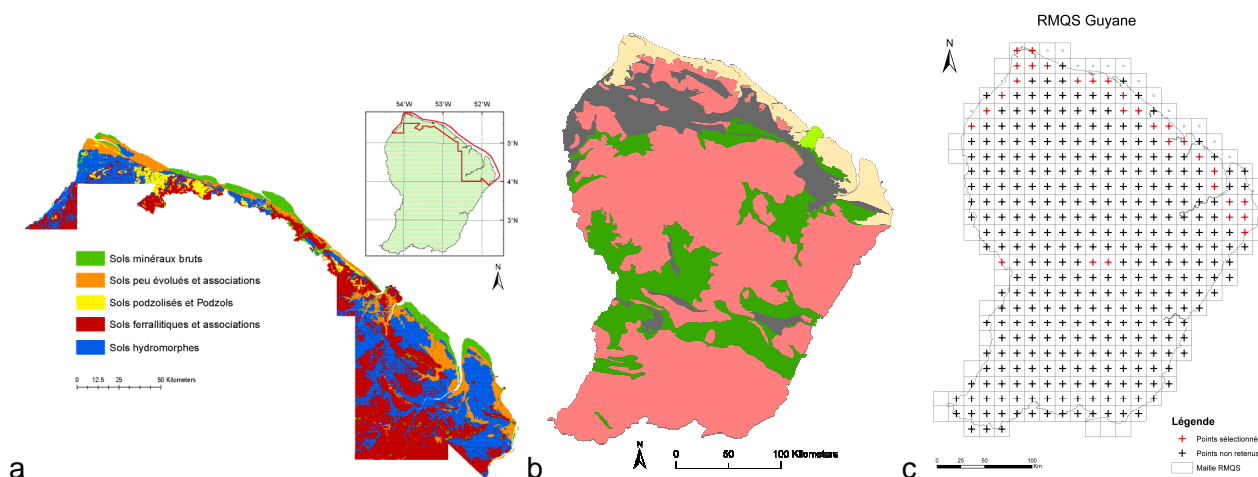 RMQS Guyane
54°W 53°W 52°W
5°N
4°N
3°N
N
Sols minéraux bruts
Sols peu évolués et associations
Sols podzolisés et Podzols
Sols ferrallitiques et associations
Sols hydromorphes
0 12.5 25 50 Kilometers
a
N
0 50 100 Kilometers
b
N
Légende
Points sélectionné
Points non retenus
Maille RMQS
0 25 50 100
Km
c